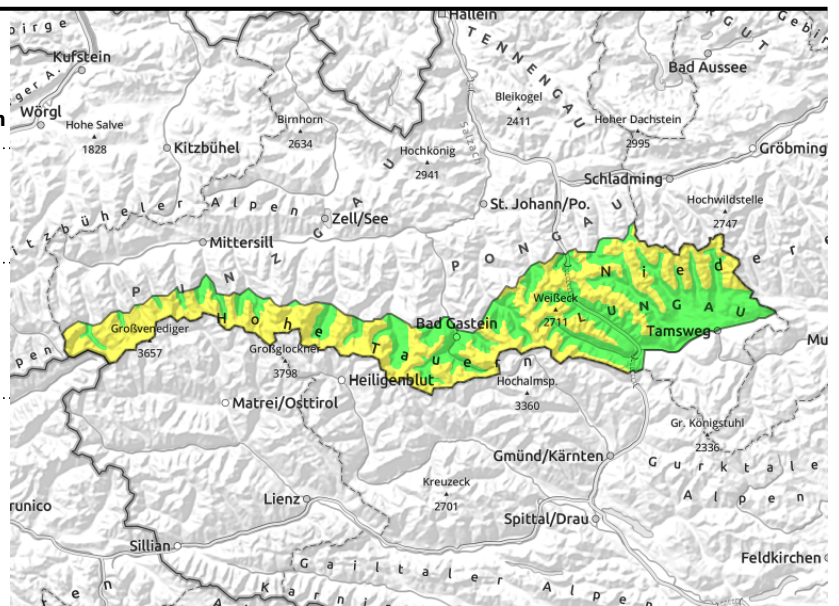 Hallein
Kufstein
TENNENGAU
Bad Aussee
Wörgl
Hohe Salve
1828
Birnhorn
2634
Bleikogel
2411
Hoher Dachstein
2995
Kitzbühel
Salzach
Hochkönig
2941
Gröbming
Schladming
Hochwildstelle
2747
Alpen
Zell/See
St. Johann/Po.
Mittersill
PINZGAU
PONGAU
Nieder
Weißeck
2711
LUNGAU
Großvenediger
3657
Hohe Tauern
Bad Gastein
Tamsweg
Großglockner
3798
Heiligenblut
Hochalmsp.
3360
Matrei/Osttirol
Gr. Königstuhl
2336
Gmünd/Kärnten
Gurktaler
Alpen
Kreuzeck
2701
Lienz
Spittal/Drau
Sillian
Feldkirchen
Gailtaler Alpen